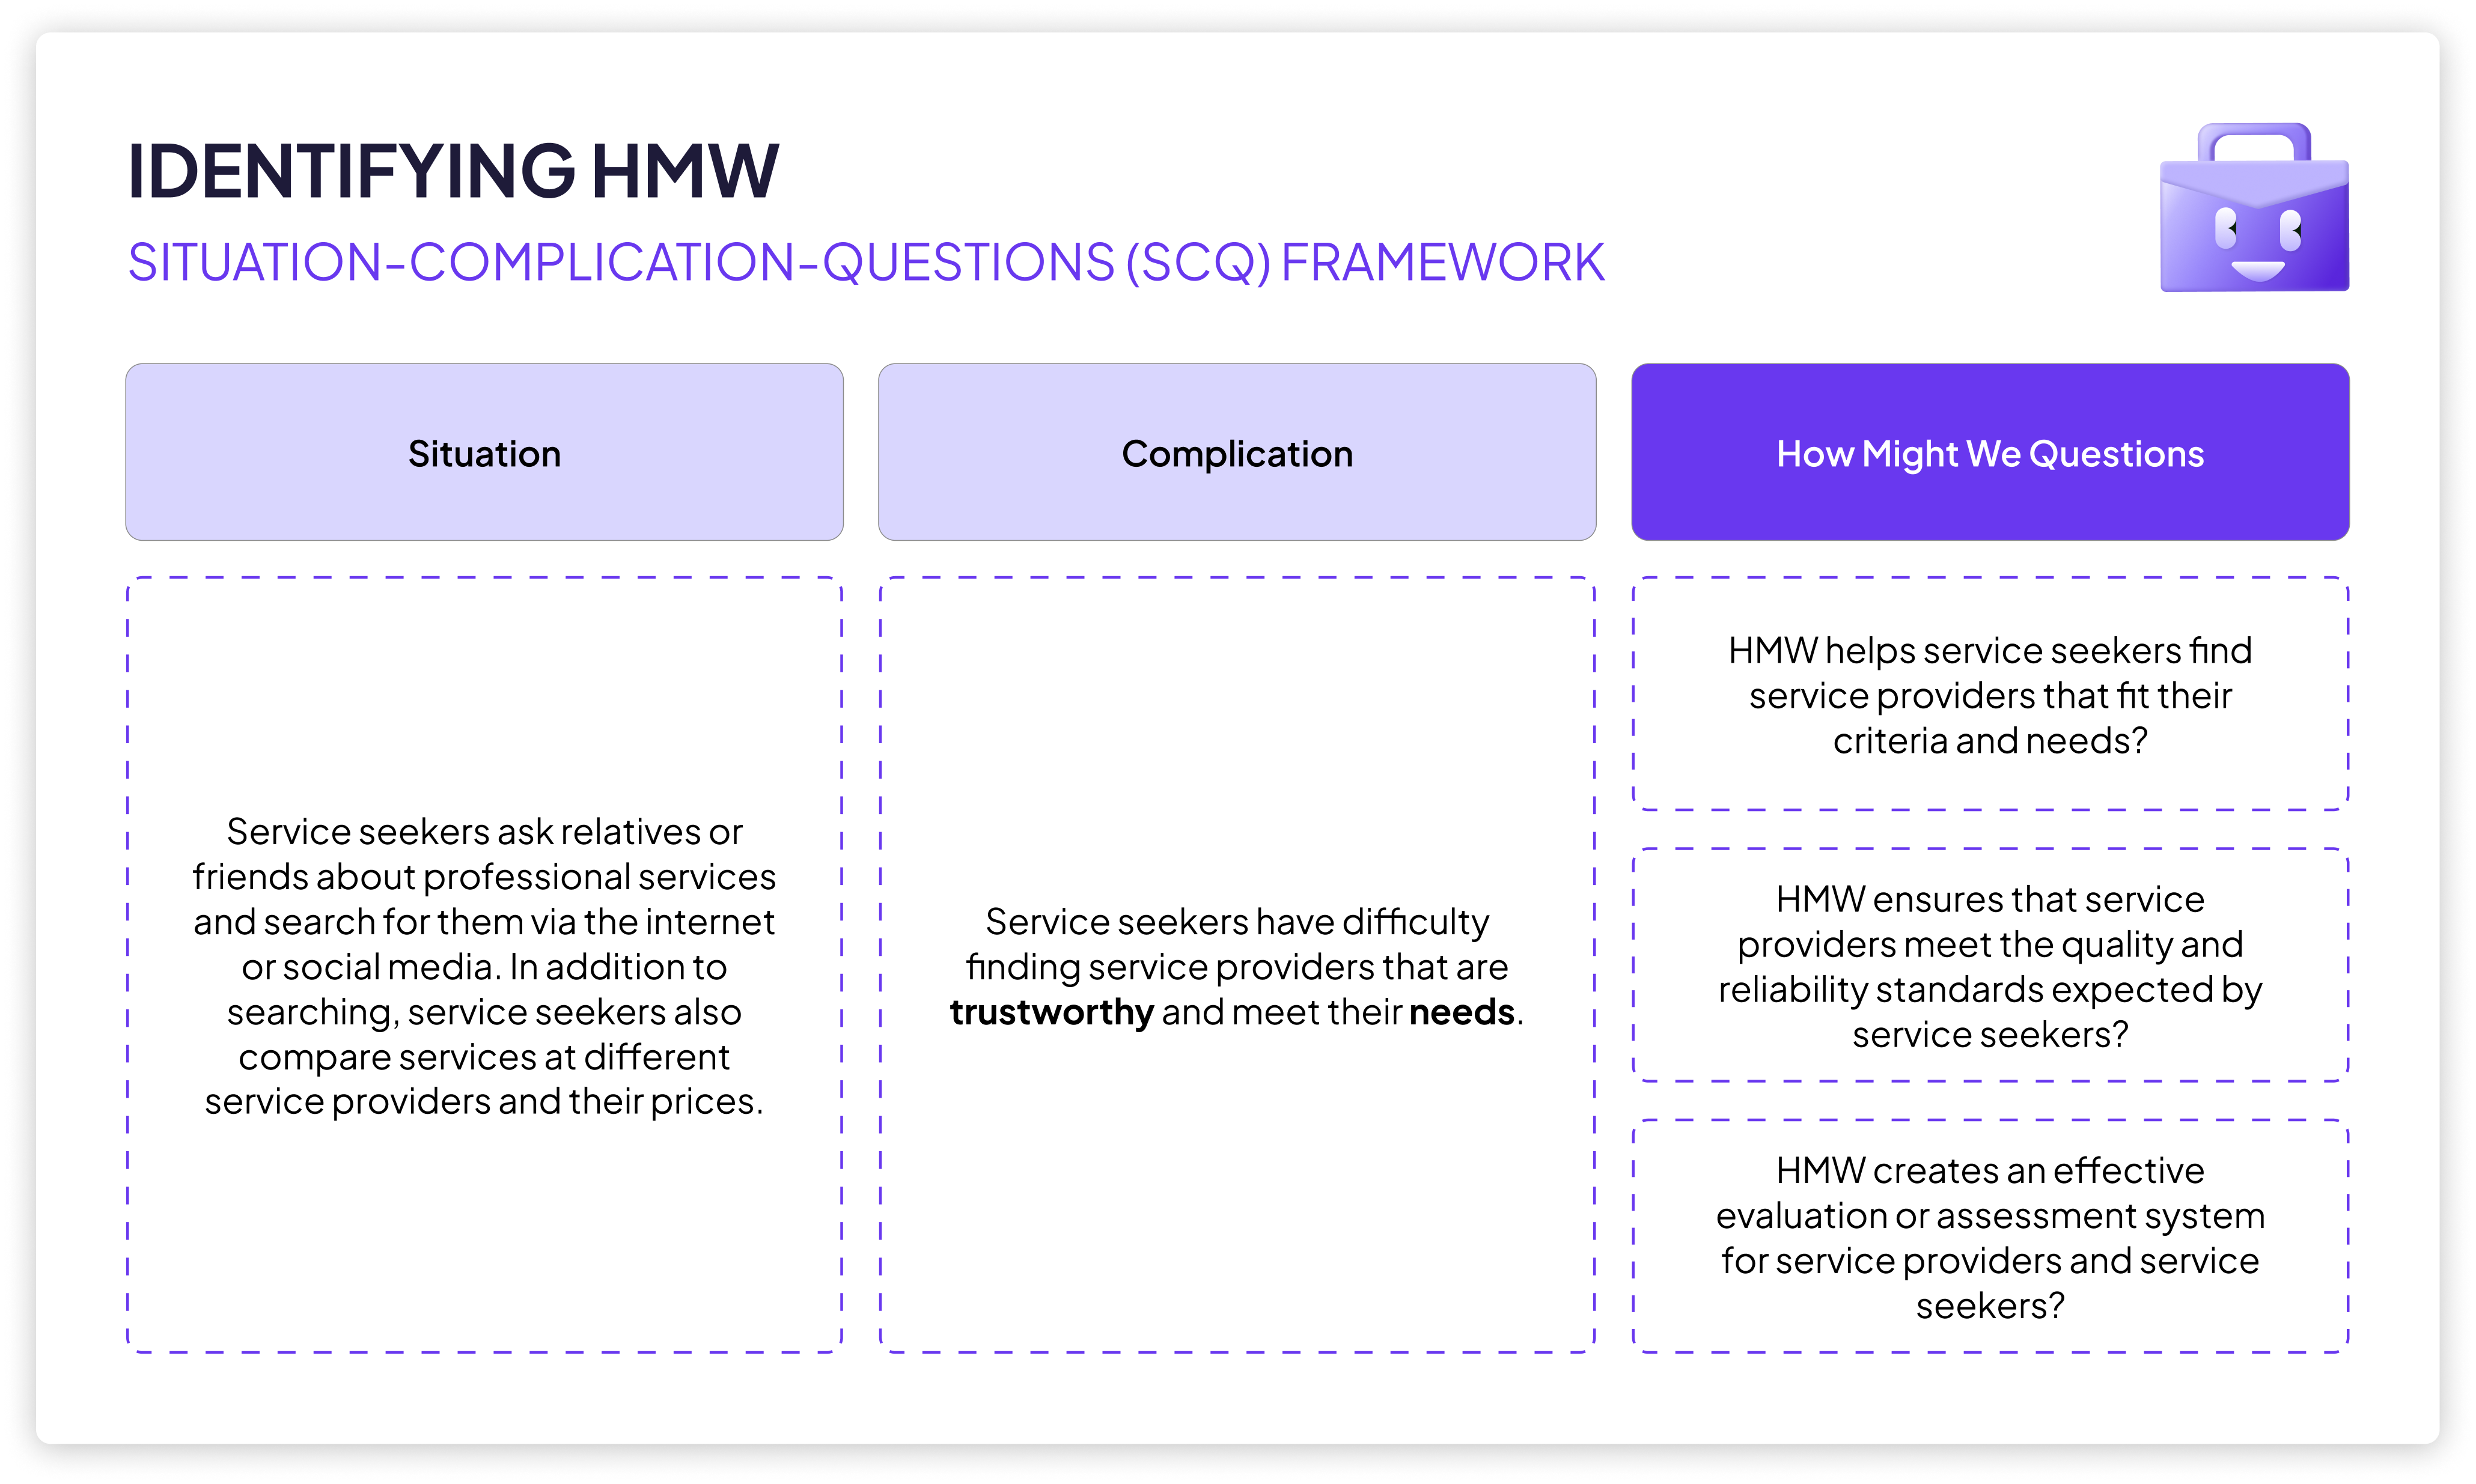 IDENTIFYING HMW
SITUATION-COMPLICATION-QUESTIONS (SCQ) FRAMEWORK
Situation
Service seekers ask relatives or
friends about professional services
and search for them via the internet
or social media. In addition to
searching, service seekers also
compare services at different
service providers and their prices.
Complication
Service seekers have difficulty
finding service providers that are
trustworthy and meet their needs.
How Might We Questions
HMW helps service seekers find
service providers that fit their
criteria and needs?
HMW ensures that service
providers meet the quality and
reliability standards expected by
service seekers?
HMW creates an effective
evaluation or assessment system
for service providers and service
seekers?